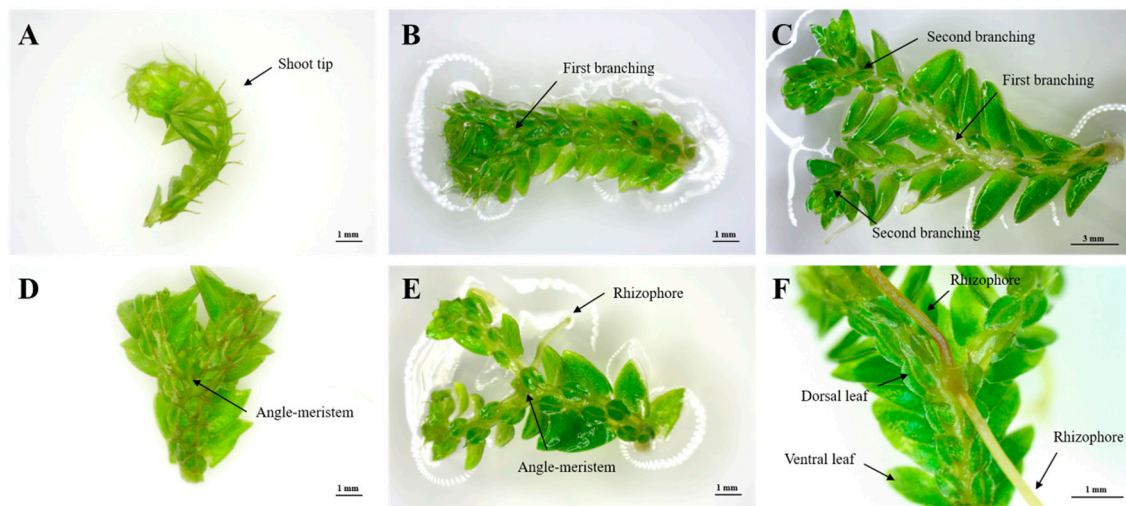 A
Shoot tip
1 mm
B
First branching
1 mm
C
Second branching
First branching
Second branching
3 mm
D
Angle-meristem
1 mm
E
Rhizophore
Angle-meristem
1 mm
F
Rhizophore
Dorsal leaf
Ventral leaf
Rhizophore
1 mm